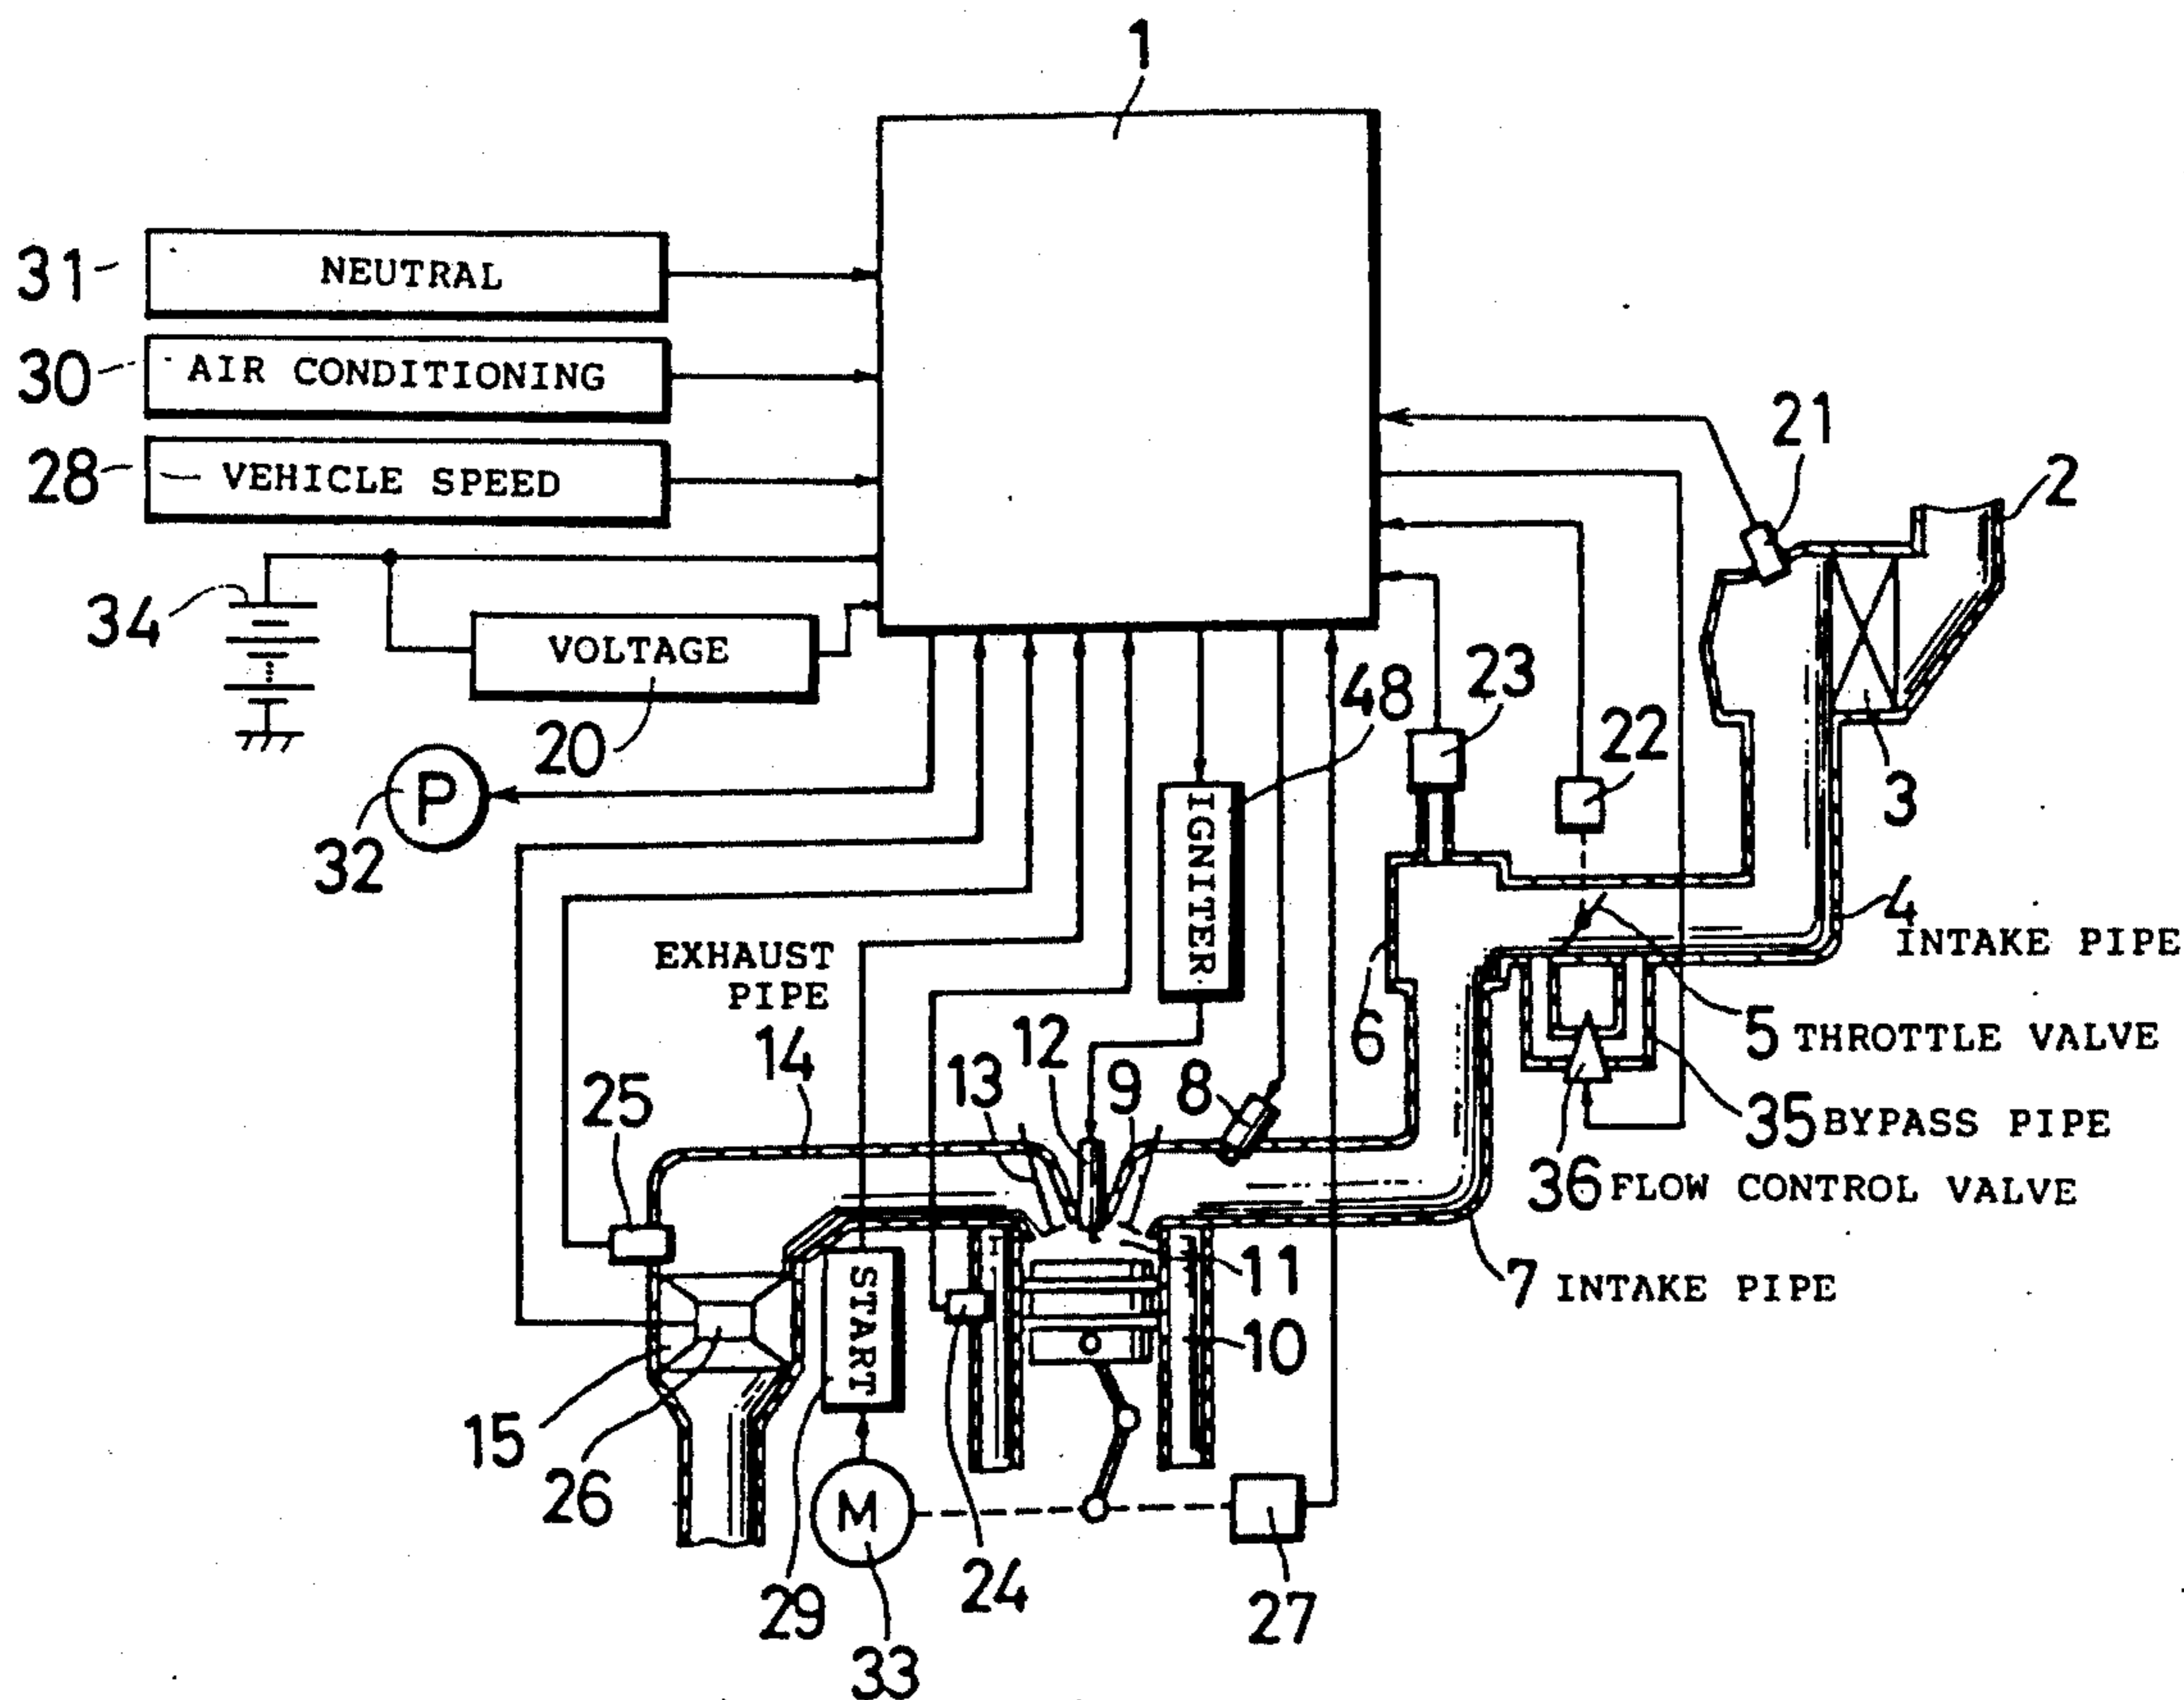 1
31 NEUTRAL
30 AIR CONDITIONING
28 VEHICLE SPEED
21
2
34
VOLTAGE
20
23
48
22
3
P
32
IGNITER
4
INTAKE PIPE
EXHAUST
PIPE
14
6
5 THROTTLE VALVE
13
12
9
8
25
35 BYPASS PIPE
36 FLOW CONTROL VALVE
11
7 INTAKE PIPE
START
10
15
26
M
29
24
27
33